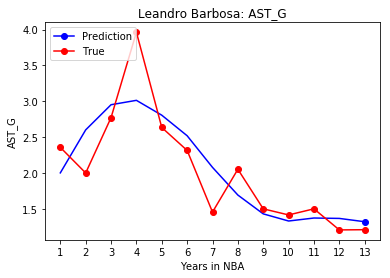 Leandro Barbosa: AST_G
Prediction
True
AST_G
4.0
3.5
3.0
2.5
2.0
1.5
1 2 3 4 5 6 7 8 9 10 11 12 13
Years in NBA